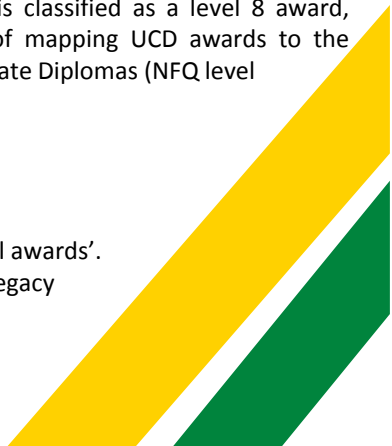 is classified as a level 8 award,
of mapping UCD awards to the
ate Diplomas (NFQ level
l awards’.
egacy